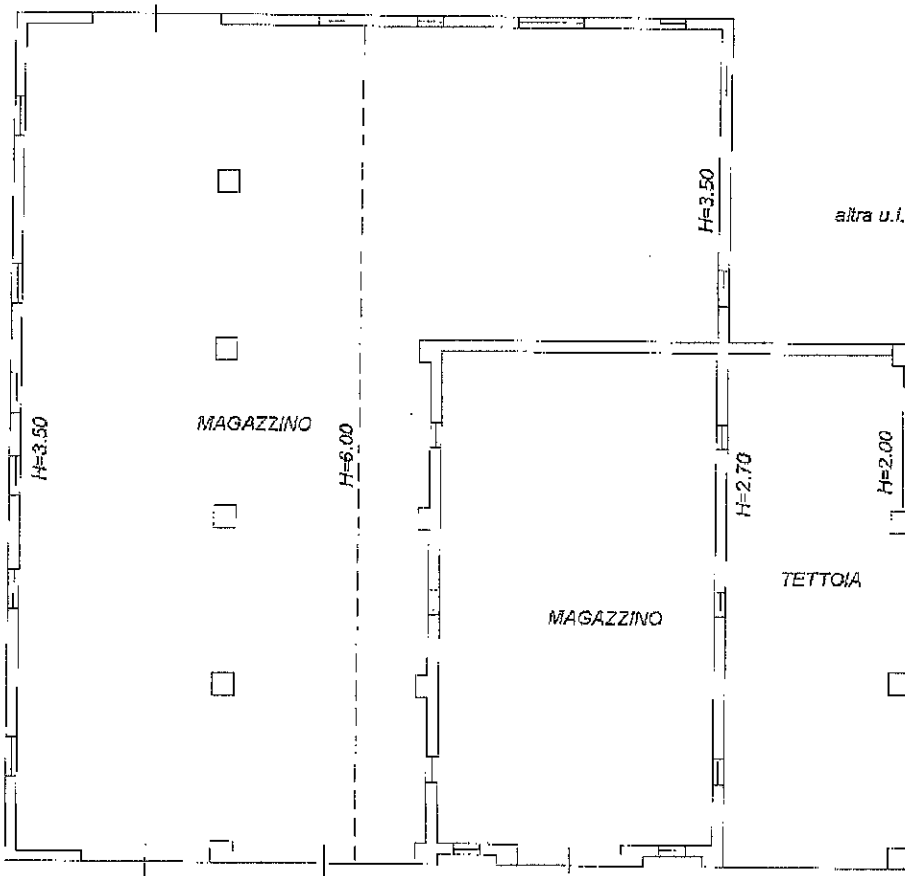 H=3.50
altra u.i.
MAGAZZINO
H=3.50
H=6.00
H=2.70
H=2.00
TETTOIA
MAGAZZINO